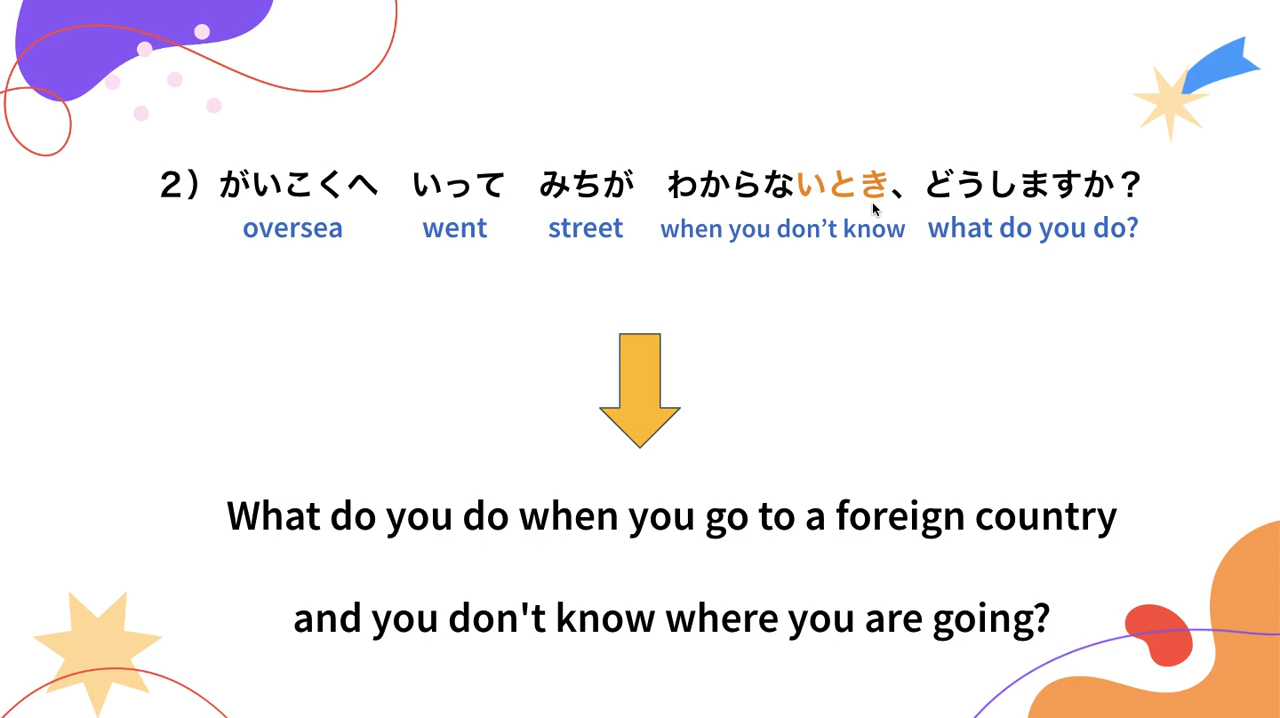 ２）がいこくへ　いって　みちが　わからないとき、どうしますか？
oversea went street when you don’t know what do you do?
What do you do when you go to a foreign country
and you don't know where you are going?